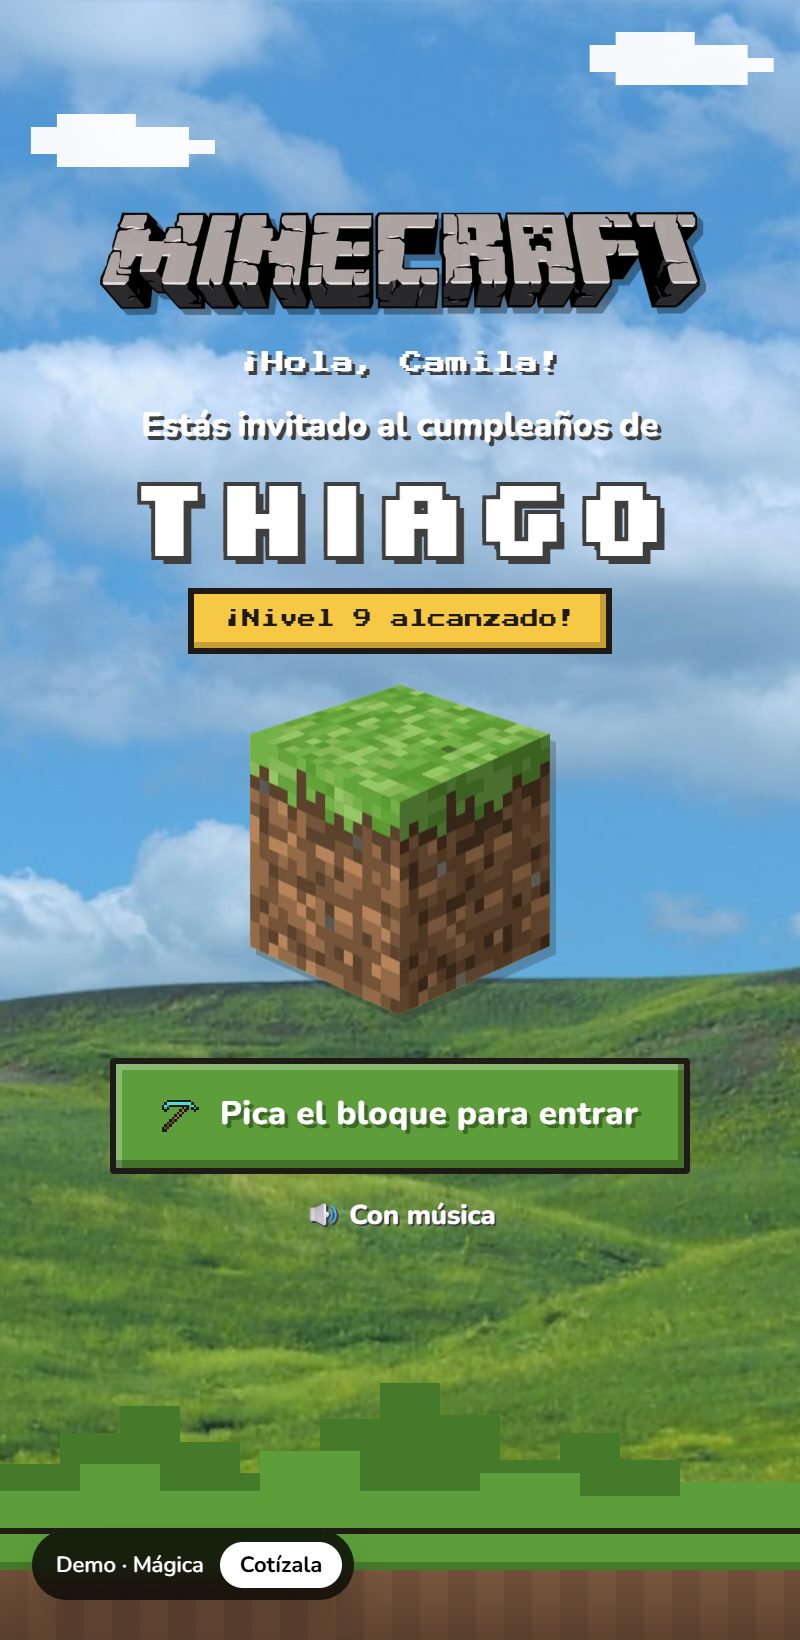 MINECRAFT
¡Hola, Camila!
Estás invitado al cumpleaños de
THIAGO
¡Nivel 9 alcanzado!
Pica el bloque para entrar
Con música
Demo · Mágica Cotízala